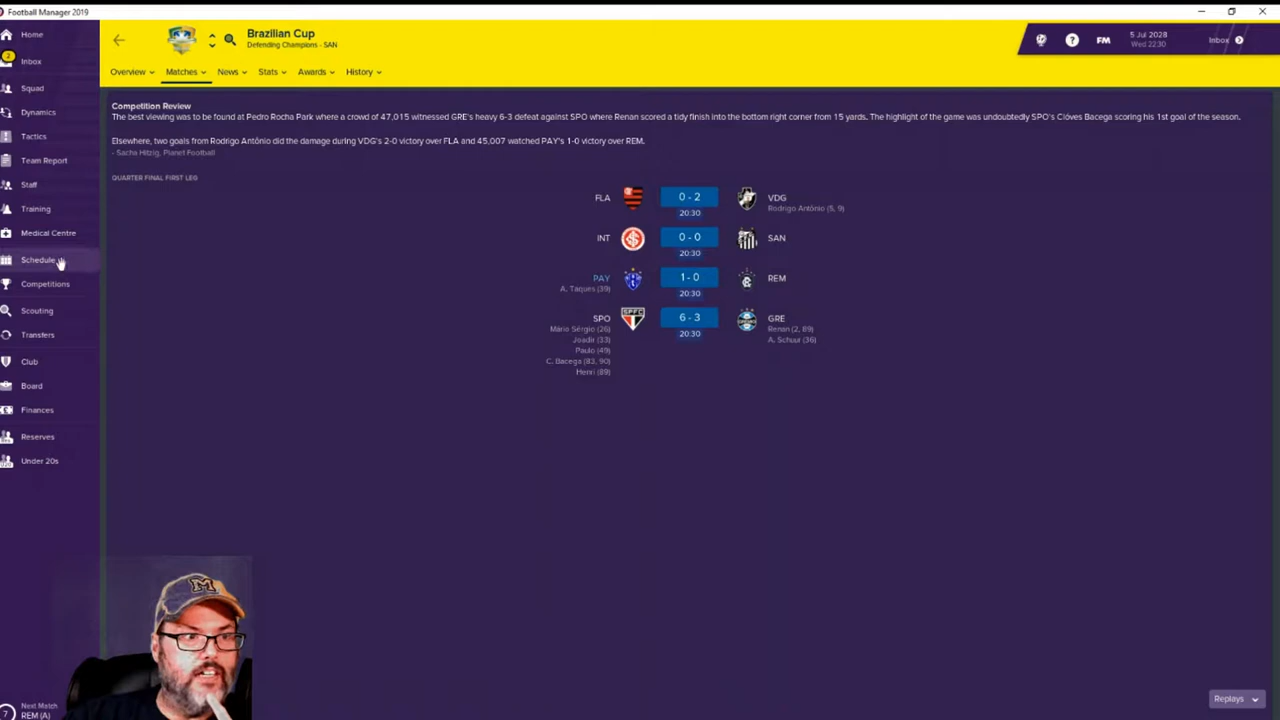 Football Manager 2019
Home
2
Inbox
Squad
Dynamics
Tactics
Team Report
Staff
Training
Medical Centre
Schedule
Competitions
Scouting
Transfers
Club
Board
Finances
Reserves
Under 20s
7
Next Match
REM (A)
Brazilian Cup
Defending Champions - SAN
Overview
Matches
News
Stats
Awards
History
? FM
5 Jul 2028
Wed 22:30
Inbox
Competition Review
The best viewing was to be found at Pedro Rocha Park where a crowd of 47,015 witnessed GRE's heavy 6-3 defeat against SPO where Renan scored a tidy finish into the bottom right corner from 15 yards. The highlight of the game was undoubtedly SPO's Clóves Bacega scoring his 1st goal of the season.
Elsewhere, two goals from Rodrigo Antônio did the damage during VDG's 2-0 victory over FLA and 45,007 watched PAY's 1-0 victory over REM.
- Sacha Hitzig, Planet Football
QUARTER FINAL FIRST LEG
FLA 0 - 2 VDG
20:30 Rodrigo Antônio (5, 9)
INT 0 - 0 SAN
20:30
PAY 1 - 0 REM
A. Taques (39) 20:30
SPO SPFC 6 - 3 GRE
Mário Sérgio (26) 20:30 Renan (2, 89)
Joadir (33) A. Schuur (36)
Paulo (49)
C. Bacega (83, 90)
Henri (89)
M
Replays